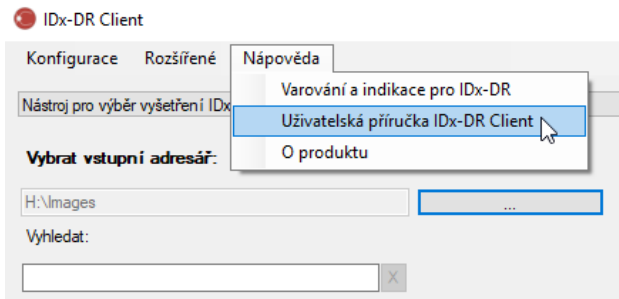 IDx-DR Client
Konfigurace Rozšířené Nápověda
Varování a indikace pro IDx-DR
Nástroj pro výběr vyšetření IDx
Uživatelská příručka IDx-DR Client
O produktu
Vybrat vstupní adresář:
H:\Images
...
Vyhledat:
X